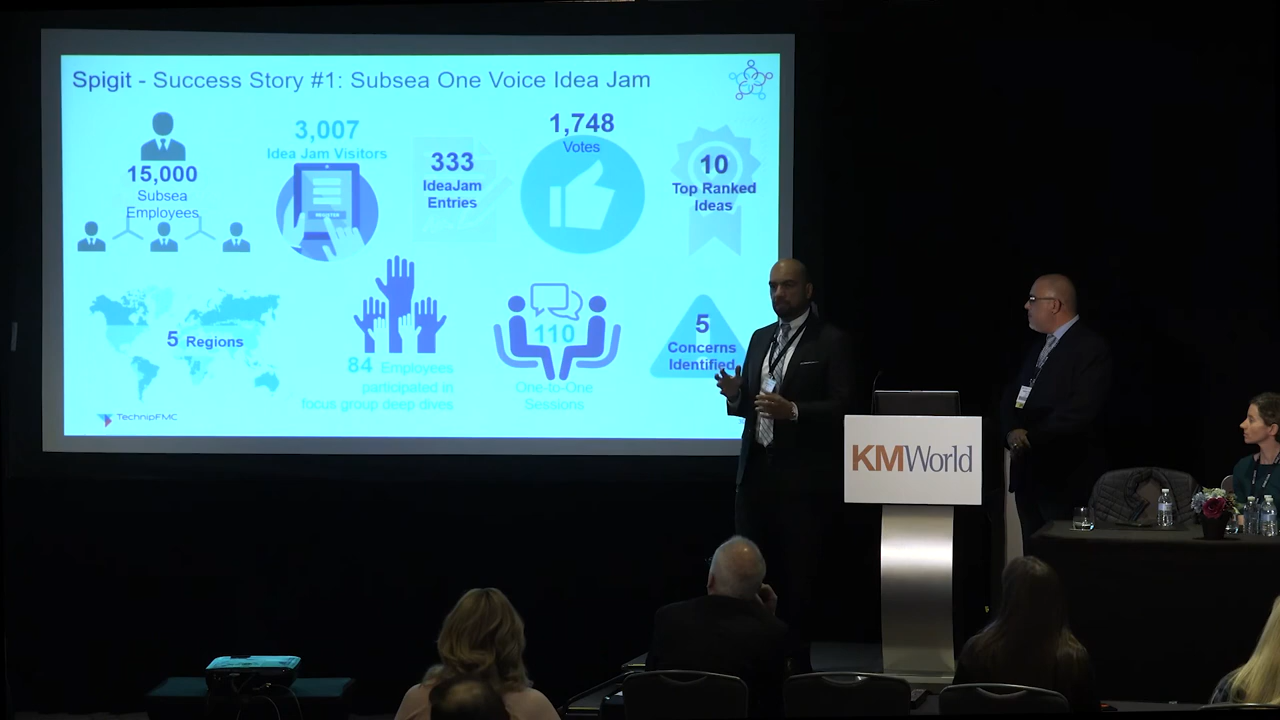 Spigit - Success Story #1: Subsea One Voice Idea Jam
15,000
Subsea
Employees
3,007
Idea Jam Visitors
REGISTER
333
IdeaJam
Entries
1,748
Votes
10
Top Ranked
Ideas
5 Regions
84 Employees
participated in
focus group deep dives
110
One-to-One
Sessions
5
Concerns
Identified
TechnipFMC
KMWorld